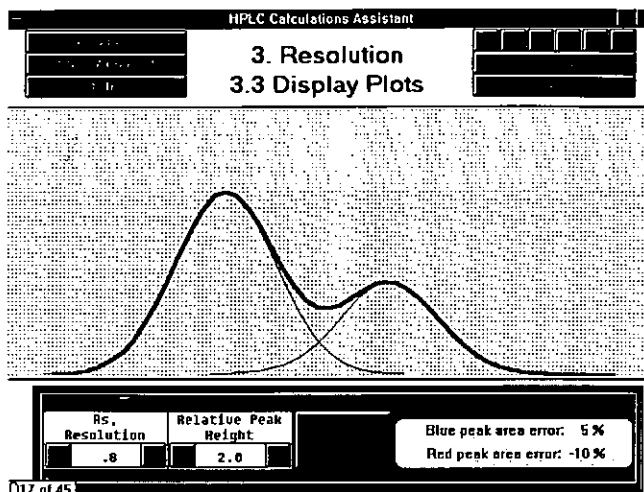 HPLC Calculations Assistant
3. Resolution
3.3 Display Plots
Rs,
Resolution
.8
Relative Peak
Height
2.0
Blue peak area error: 5 %
Red peak area error: -10 %
17 of 45